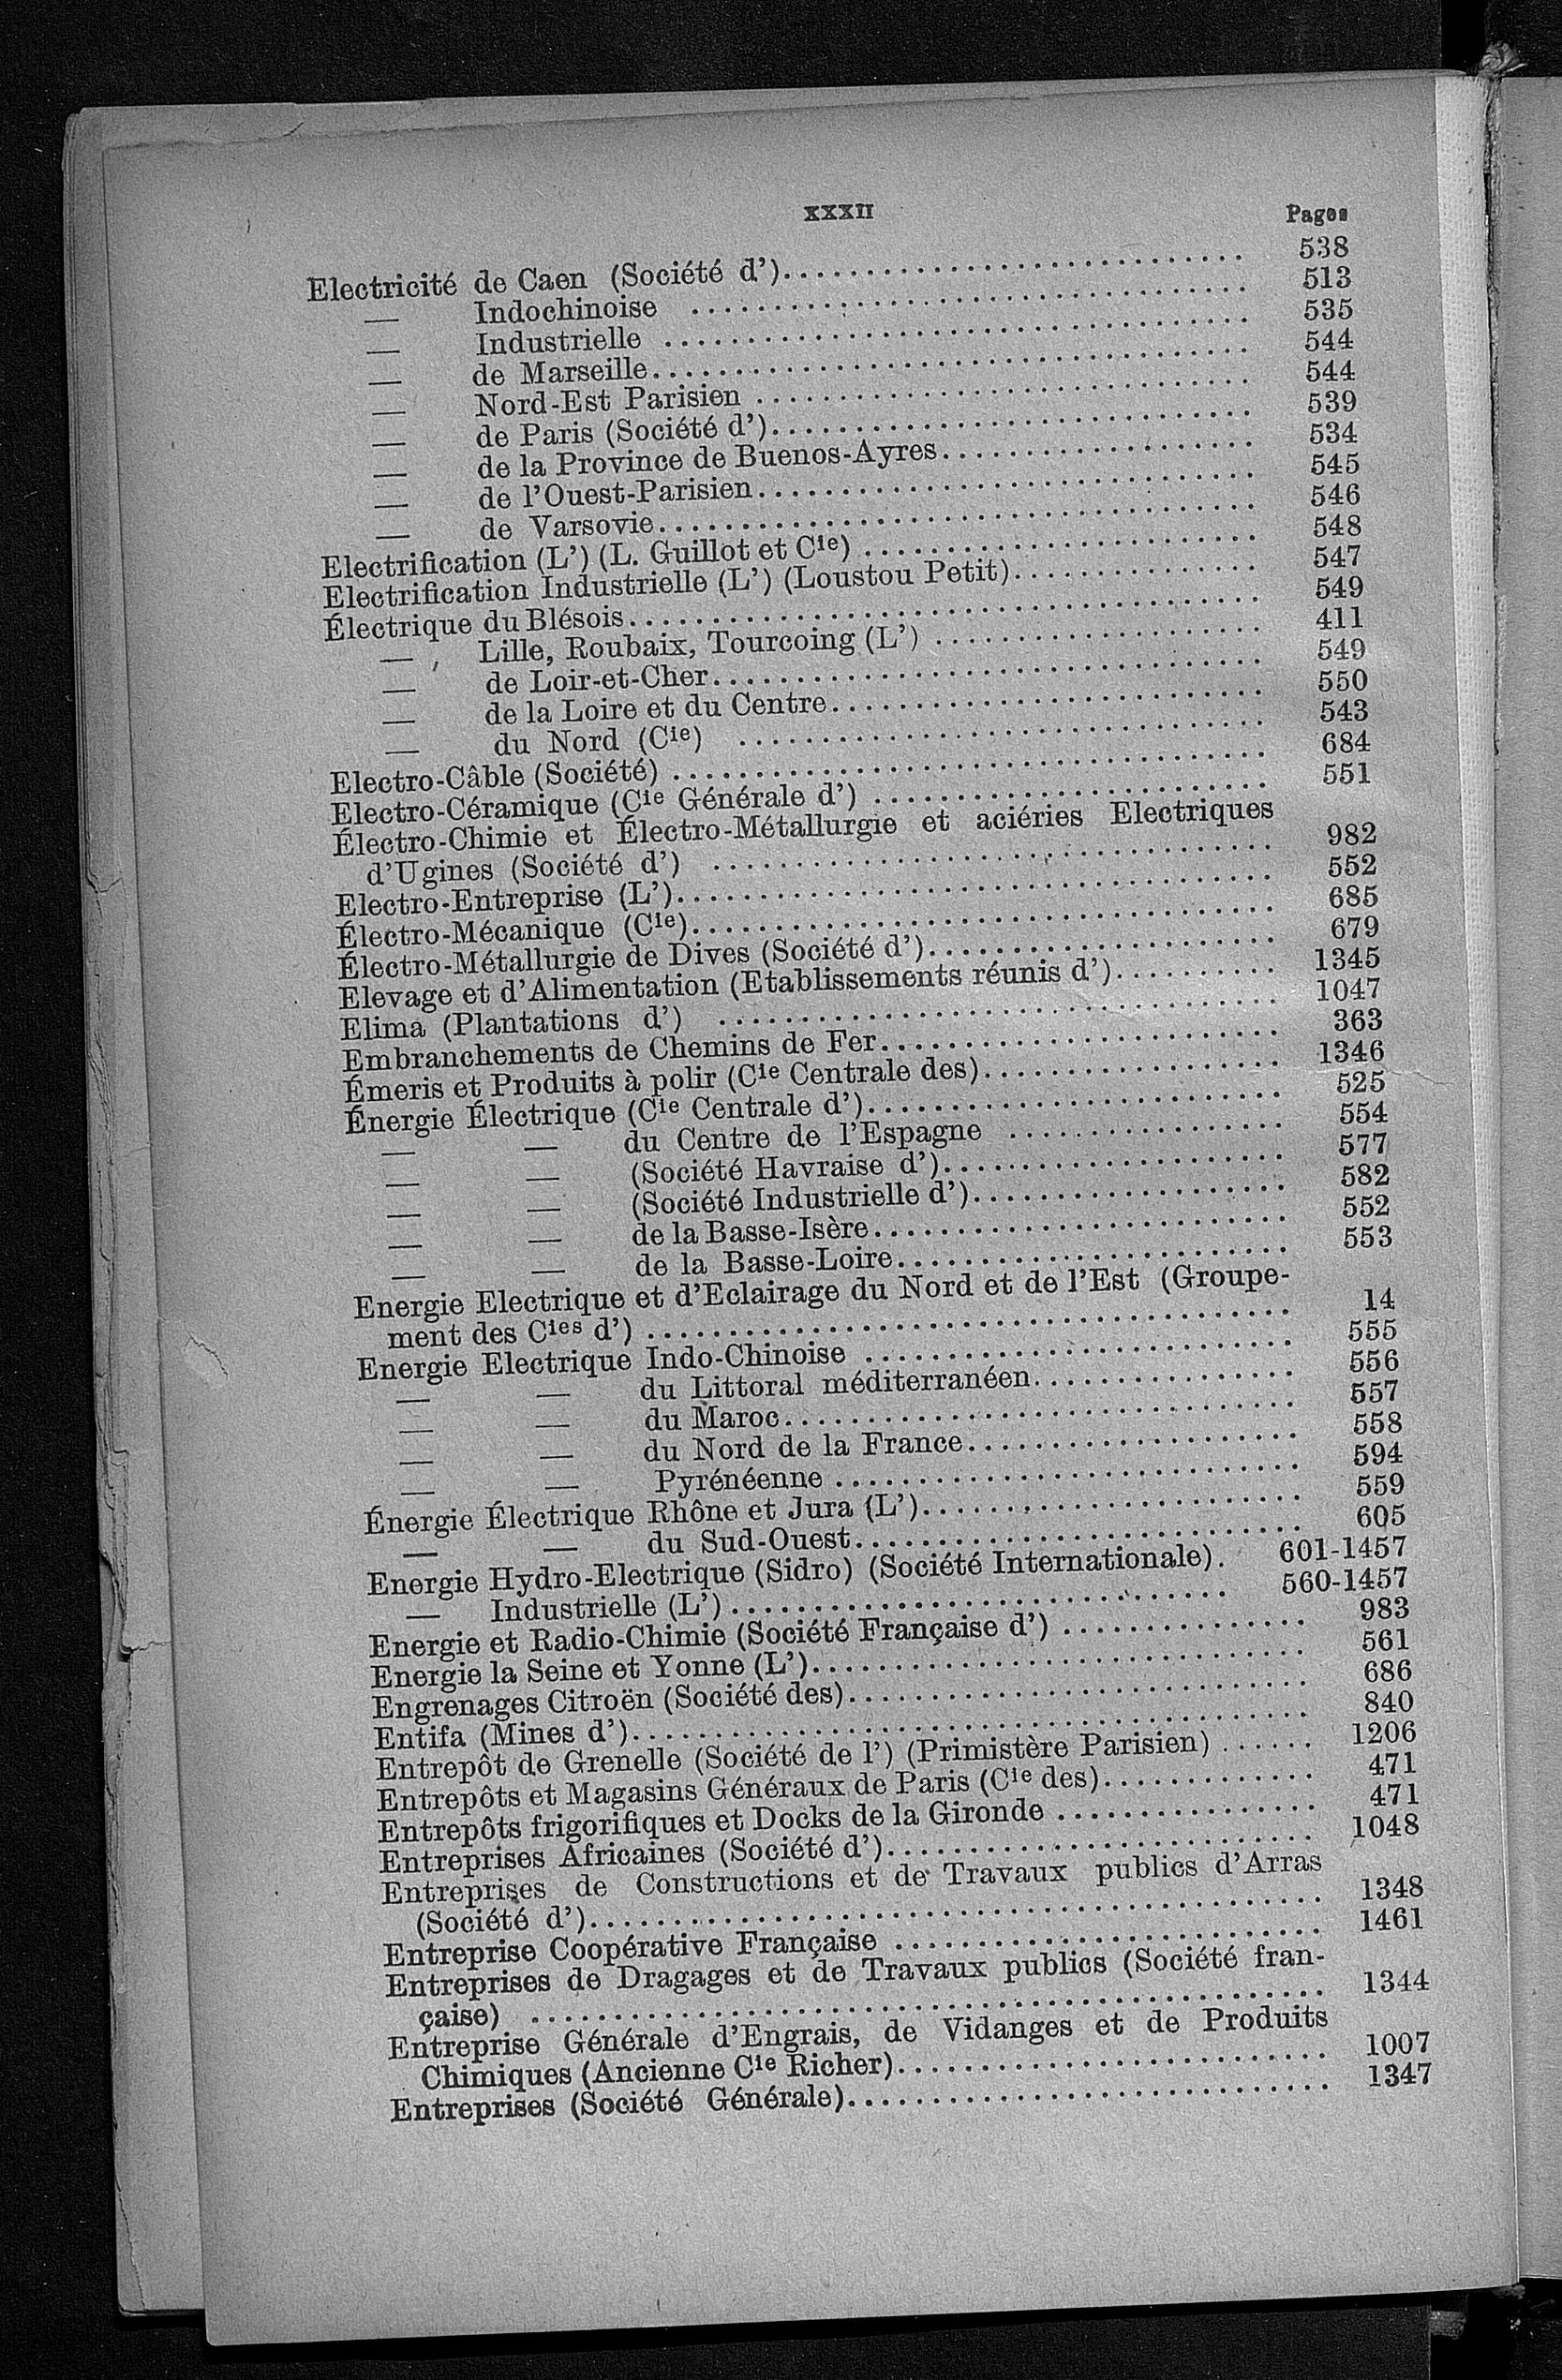 XXXII
Pages
Electricité de Caen (Société d')............................ 538
— Indochinoise ............................ 513
— Industrielle ............................ 535
— de Marseille............................ 544
— Nord-Est Parisien ............................ 544
— de Paris (Société d')............................ 539
— de la Province de Buenos-Ayres............................ 534
— de l'Ouest-Parisien............................ 545
— de Varsovie............................ 546
Electrification (L') (L. Guillot et Cie) ............................ 548
Electrification Industrielle (L') (Loustou Petit)............... 547
Électrique du Blésois............................ 549
— Lille, Roubaix, Tourcoing (L') ............................ 411
— de Loir-et-Cher............................ 549
— de la Loire et du Centre............................ 550
— du Nord (Cie) ............................ 543
Electro-Câble (Société) ............................ 684
Electro-Céramique (Cie Générale d') ............................ 551
Électro-Chimie et Électro-Métallurgie et aciéries Electriques
d'Ugines (Société d') ............................ 982
Electro-Entreprise (L')............................ 552
Électro-Mécanique (Cie)............................ 685
Électro-Métallurgie de Dives (Société d')............................ 679
Elevage et d'Alimentation (Etablissements réunis d').......... 1345
Elima (Plantations d') ............................ 1047
Embranchements de Chemins de Fer............................ 363
Émeris et Produits à polir (Cie Centrale des).................. 1346
Énergie Électrique (Cie Centrale d')............................ 525
— — du Centre de l'Espagne ................. 554
— — (Société Havraise d')..................... 577
— — (Société Industrielle d')................... 582
— — de la Basse-Isère......................... 552
— — de la Basse-Loire........................ 553
Energie Electrique et d'Eclairage du Nord et de l'Est (Groupe-
ment des Cies d') ............................ 14
Energie Electrique Indo-Chinoise ............................ 555
— — du Littoral méditerranéen................ 556
— — du Maroc............................ 557
— — du Nord de la France.................... 558
— — Pyrénéenne ............................ 594
Énergie Électrique Rhône et Jura (L')........................ 559
— — du Sud-Ouest............................ 605
Energie Hydro-Electrique (Sidro) (Société Internationale). 601-1457
— Industrielle (L') ............................ 560-1457
Energie et Radio-Chimie (Société Française d') ............... 983
Energie la Seine et Yonne (L')............................ 561
Engrenages Citroën (Société des)............................ 686
Entifa (Mines d')............................ 840
Entrepôt de Grenelle (Société de l') (Primistère Parisien) ...... 1206
Entrepôts et Magasins Généraux de Paris (Cie des)............. 471
Entrepôts frigorifiques et Docks de la Gironde ................ 471
Entreprises Africaines (Société d')............................ 1048
Entreprises de Constructions et de Travaux publics d'Arras
(Société d')............................ 1348
Entreprise Coopérative Française ............................ 1461
Entreprises de Dragages et de Travaux publics (Société fran-
çaise) ............................ 1344
Entreprise Générale d'Engrais, de Vidanges et de Produits
Chimiques (Ancienne Cie Richer)............................ 1007
Entreprises (Société Générale)............................ 1347